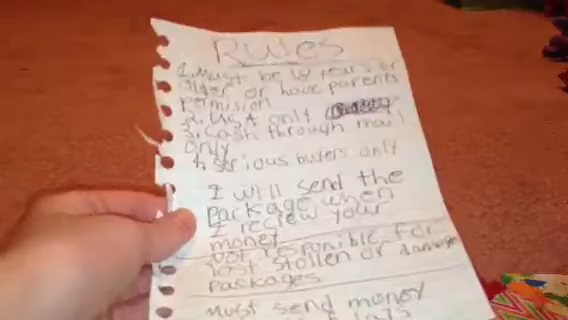 RULES
1. Must be 18 years or
older or have parents
permision
2. USA only
3. Cash through mail
only
4. serious buyers only
I will send the
package when
I reciew your
money
not responible for
lost stollen or damage
packages
must send money